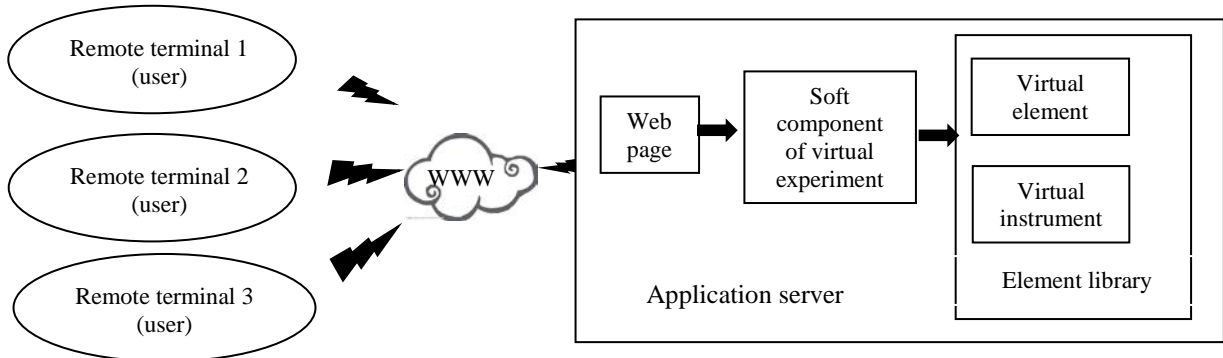 Remote terminal 1
(user)
Remote terminal 2
(user)
Remote terminal 3
(user)
WWW
Web
page
Soft
component
of virtual
experiment
Virtual
element
Virtual
instrument
Element library
Application server